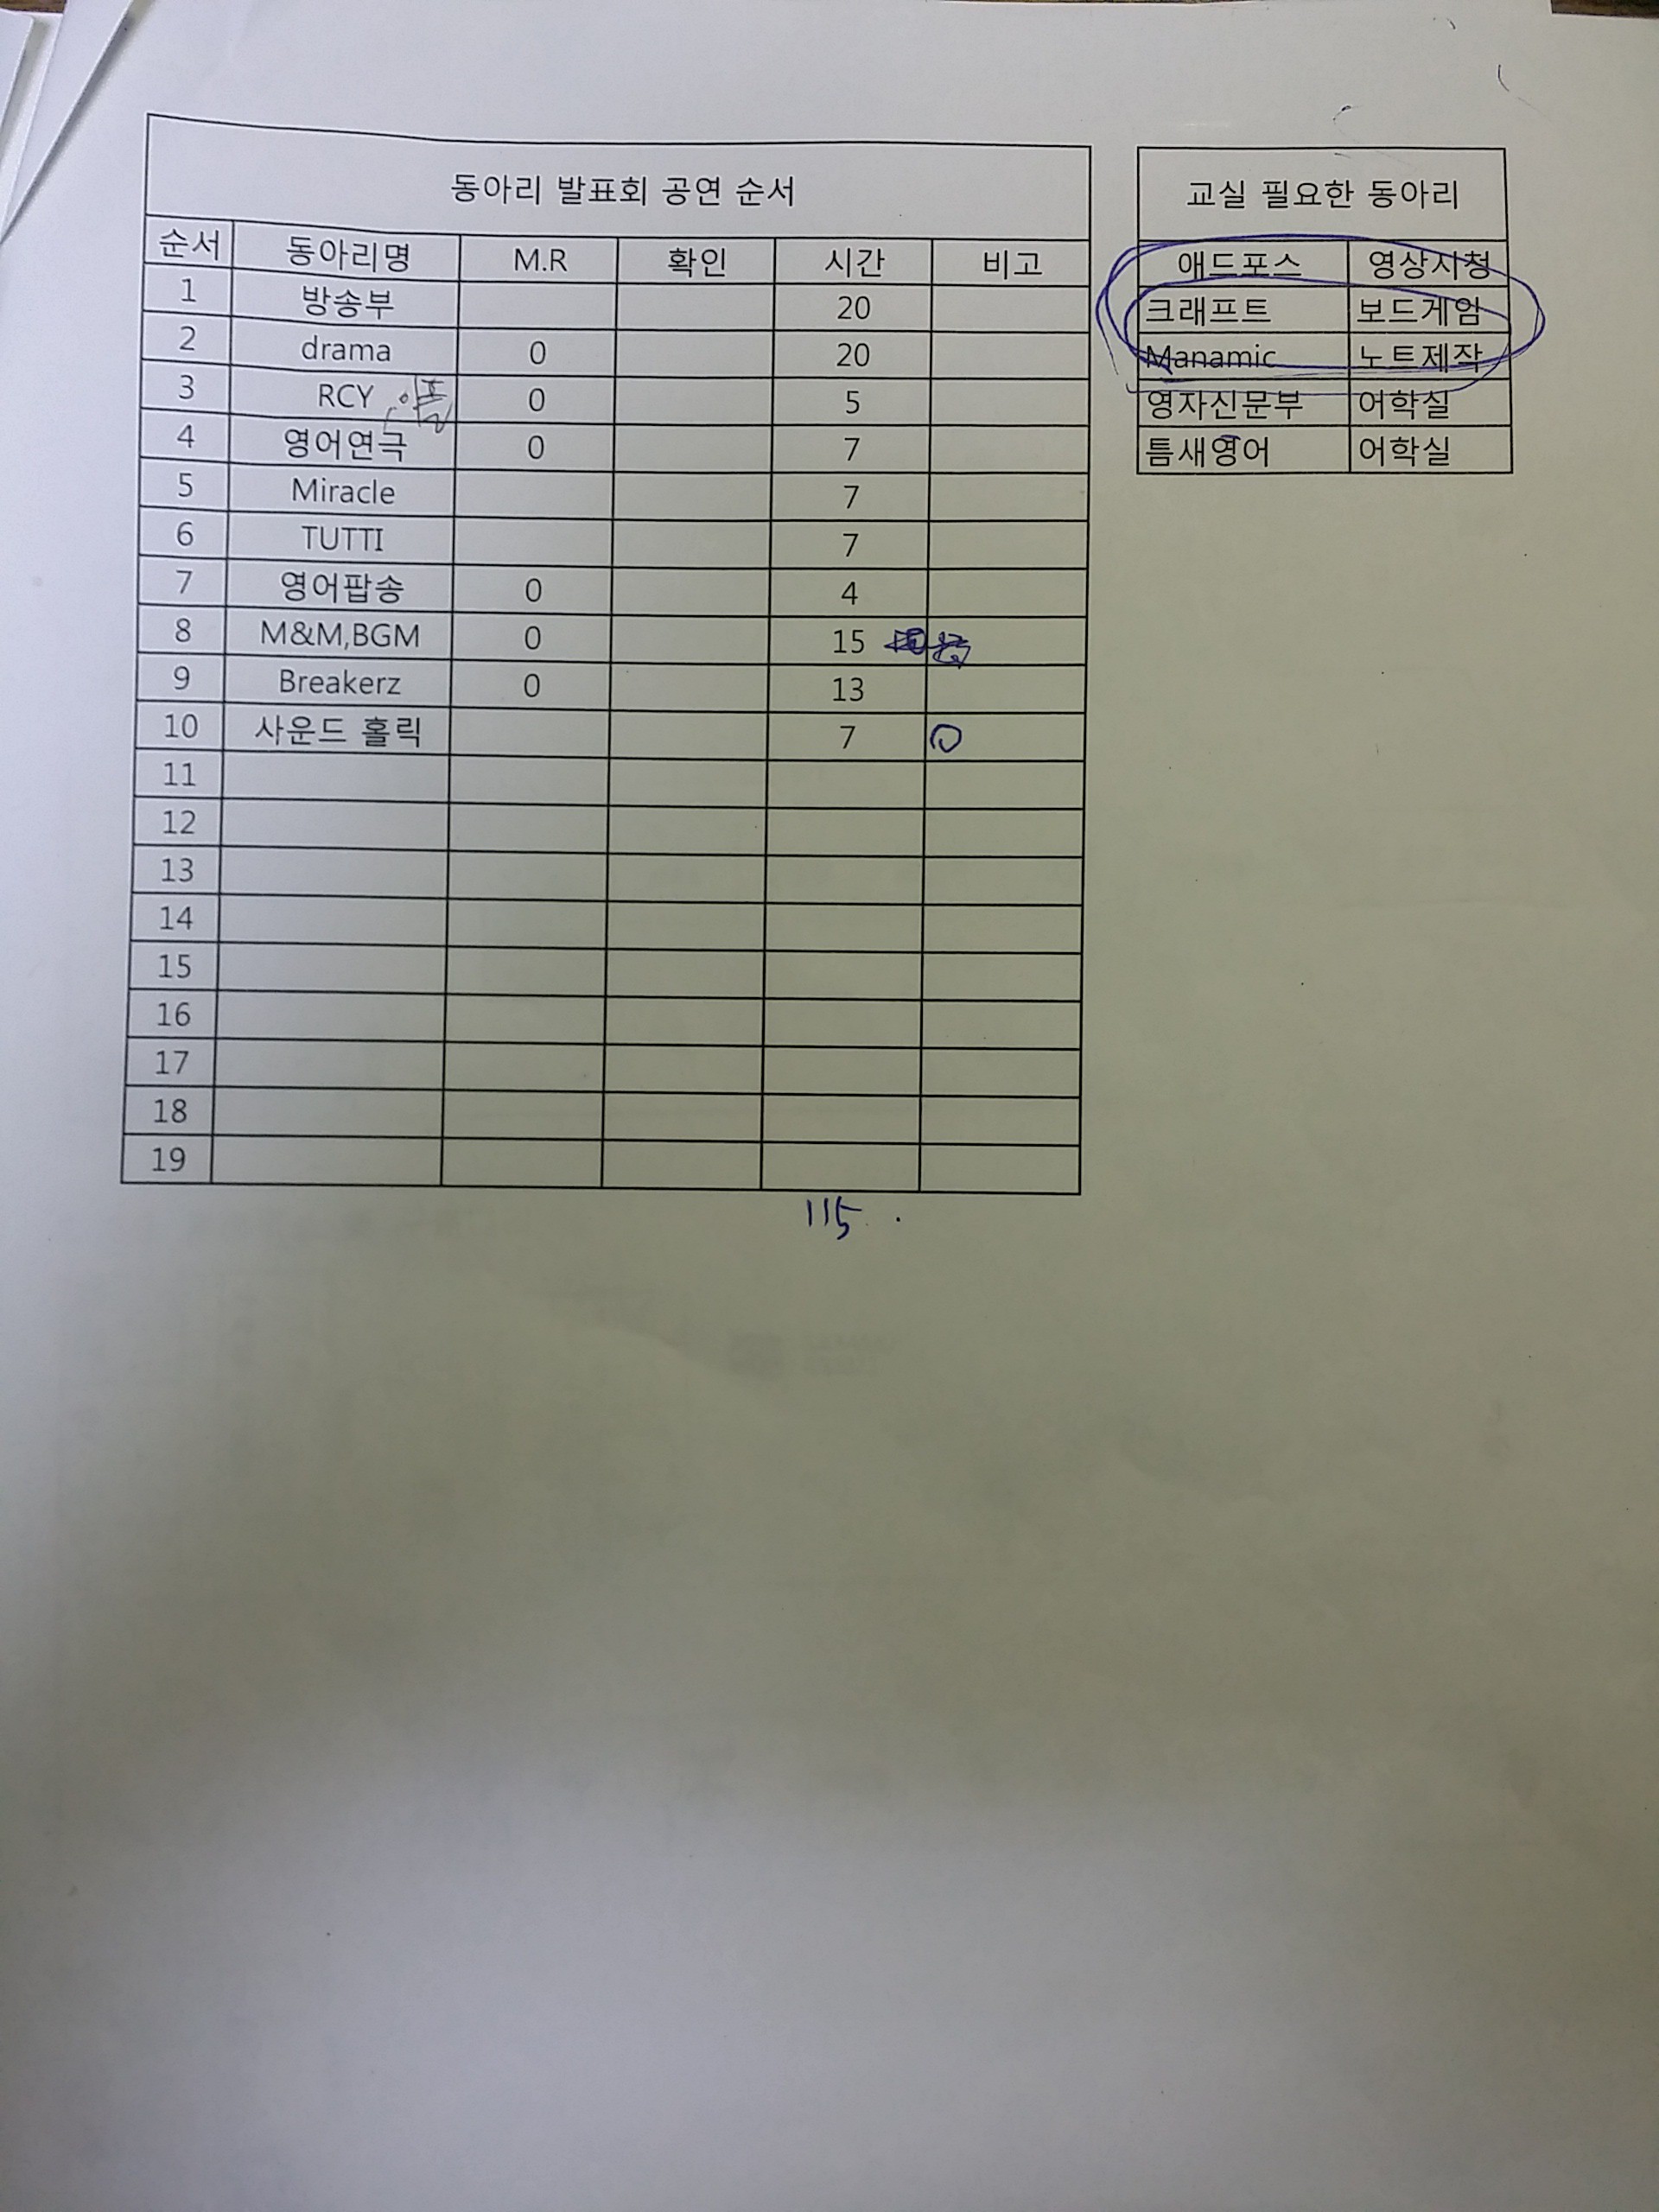 동아리 발표회 공연 순서
순서 동아리명 M.R 확인 시간 비고
1 방송부 20
2 drama 0 20
3 RCY 0 5
4 영어연극 0 7
5 Miracle 7
6 TUTTI 7
7 영어팝송 0 4
8 M&M,BGM 0 15
9 Breakerz 0 13
10 사운드 홀릭 7 O
11
12
13
14
15
16
17
18
19
115
교실 필요한 동아리
애드포스 영상시청
크래프트 보드게임
Manamic 노트제작
영자신문부 어학실
틈새영어 어학실